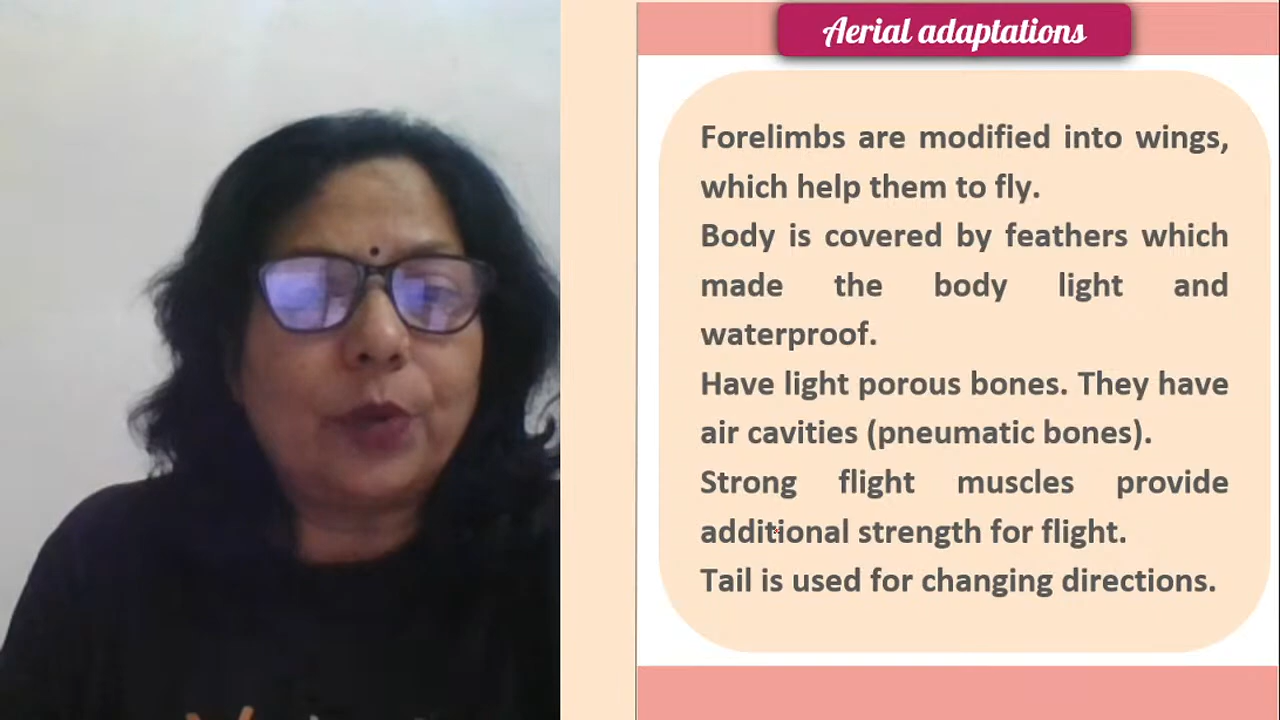 Aerial adaptations
Forelimbs are modified into wings,
which help them to fly.
Body is covered by feathers which
made the body light and
waterproof.
Have light porous bones. They have
air cavities (pneumatic bones).
Strong flight muscles provide
additional strength for flight.
Tail is used for changing directions.